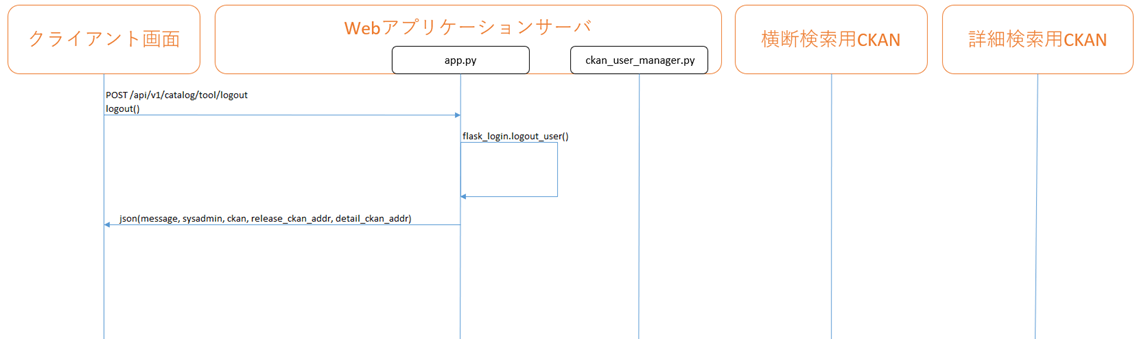 クライアント画面
Webアプリケーションサーバ
app.py
ckan_user_manager.py
横断検索用CKAN
詳細検索用CKAN
POST /api/v1/catalog/tool/logout
logout()
flask_login.logout_user()
json(message, sysadmin, ckan, release_ckan_addr, detail_ckan_addr)